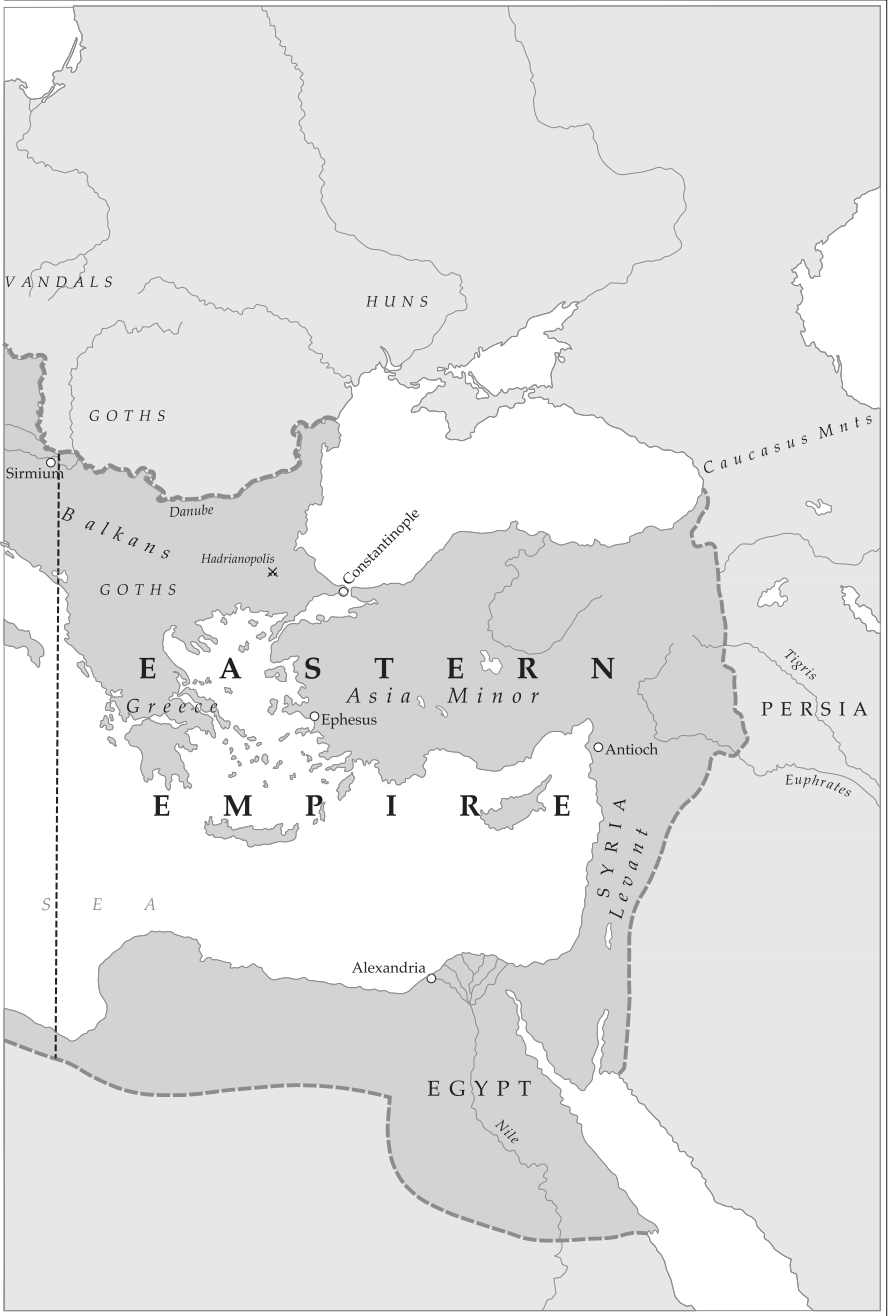 VANDALS
HUNS
GOTHS
Caucasus Mnts
Sirmium
Danube
Balkans
Constantinople
Hadrianopolis
GOTHS
EASTERN
Tigris
Asia Minor
Greece
PERSIA
Ephesus
Antioch
Euphrates
EMPIRE
SYRIA
Levant
SEA
Alexandria
EGYPT
Nile